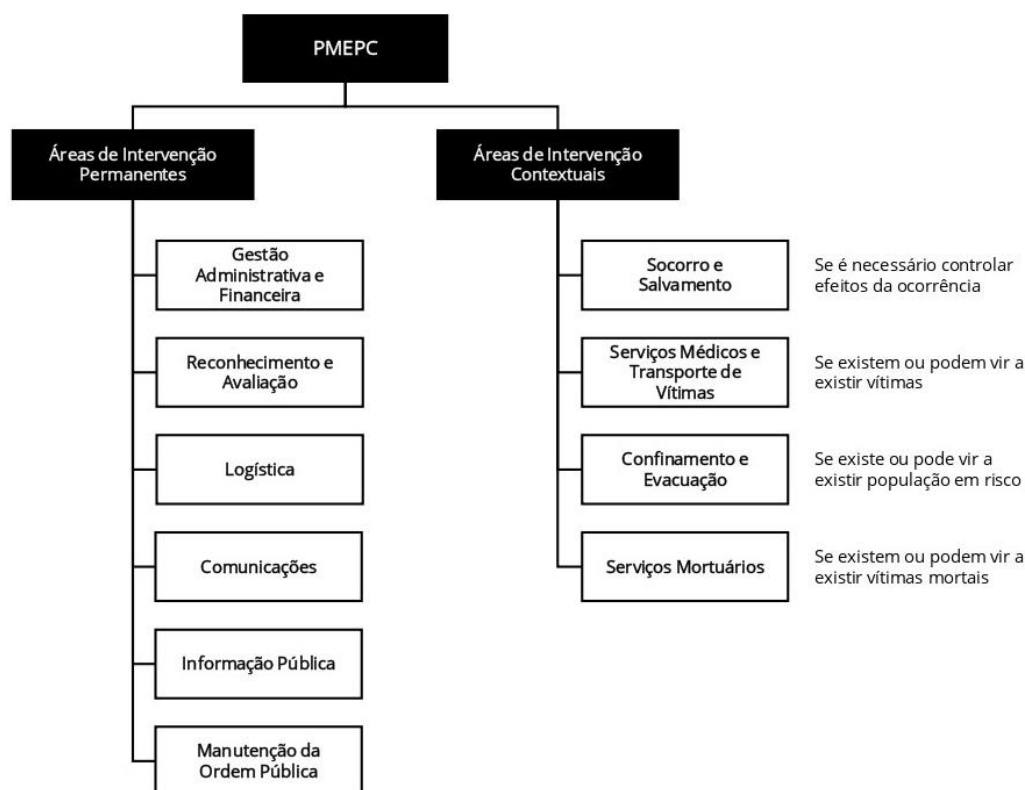 PMEPC
Áreas de Intervenção
Permanentes
Gestão
Administrativa e
Financeira
Reconhecimento e
Avaliação
Logística
Comunicações
Informação Pública
Manutenção da
Ordem Pública
Áreas de Intervenção
Contextuais
Socorro e
Salvamento
Se é necessário controlar
efeitos da ocorrência
Serviços Médicos e
Transporte de
Vítimas
Se existem ou podem vir a
existir vítimas
Confinamento e
Evacuação
Se existe ou pode vir a
existir população em risco
Serviços Mortuários
Se existem ou podem vir a
existir vítimas mortais